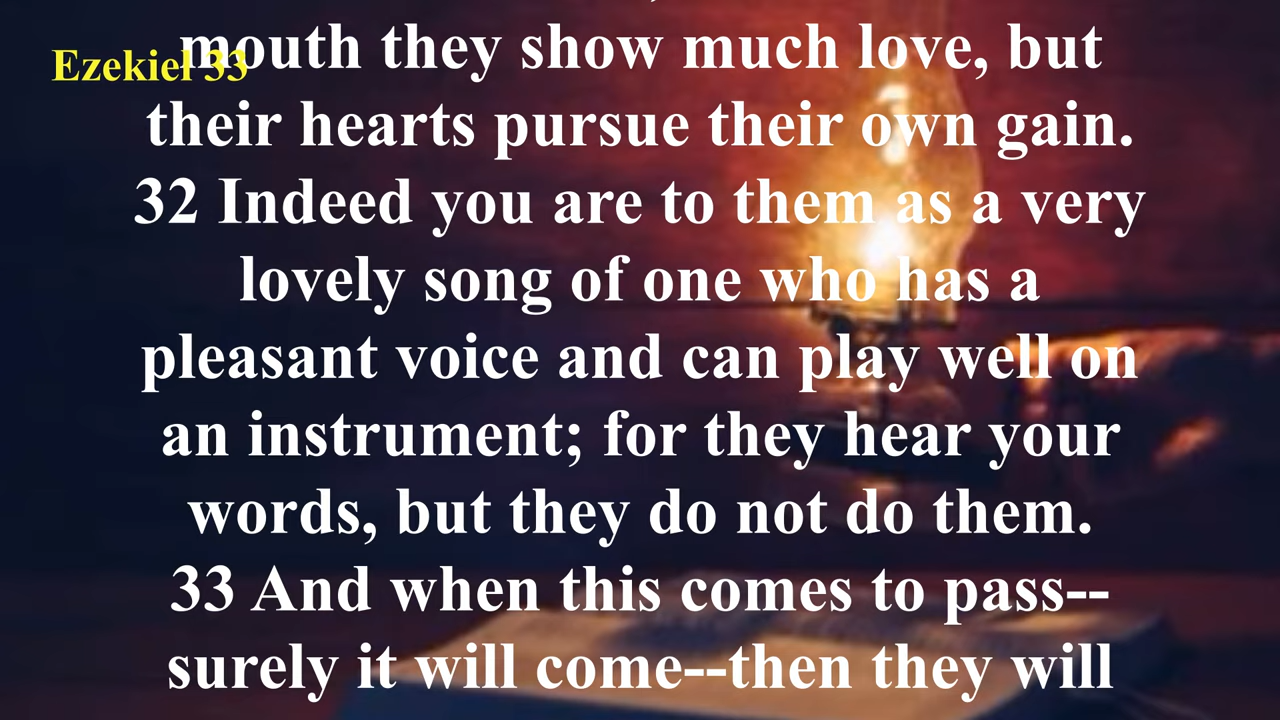 Ezekiel 33
mouth they show much love, but
their hearts pursue their own gain.
32 Indeed you are to them as a very
lovely song of one who has a
pleasant voice and can play well on
an instrument; for they hear your
words, but they do not do them.
33 And when this comes to pass--
surely it will come--then they will